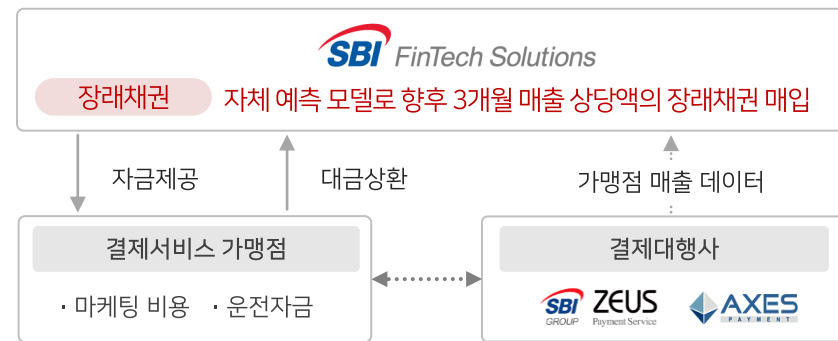 SBI FinTech Solutions
장래채권 자체 예측 모델로 향후 3개월 매출 상당액의 장래채권 매입
자금제공 대금상환 가맹점 매출 데이터
결제서비스 가맹점
· 마케팅 비용 · 운전자금
결제대행사
SBI GROUP ZEUS Payment Service
AXES PAYMENT